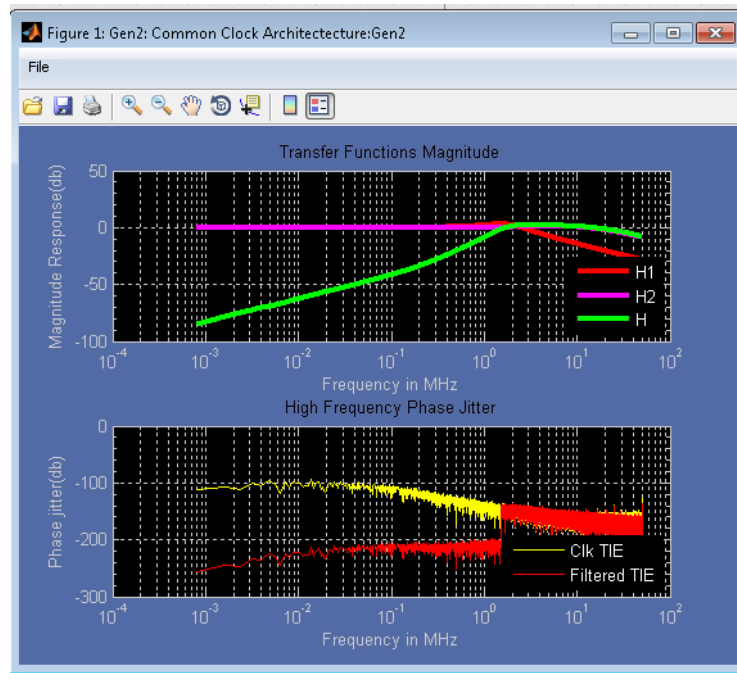 Figure 1: Gen2: Common Clock Architectecture:Gen2
File
Transfer Functions Magnitude
Magnitude Response(db)
50
0
-50
-100
10^-4 10^-3 10^-2 10^-1 10^0 10^1 10^2
H1
H2
H
Frequency in MHz
High Frequency Phase Jitter
Phase jitter(db)
0
-100
-200
-300
10^-4 10^-3 10^-2 10^-1 10^0 10^1 10^2
Clk TIE
Filtered TIE
Frequency in MHz